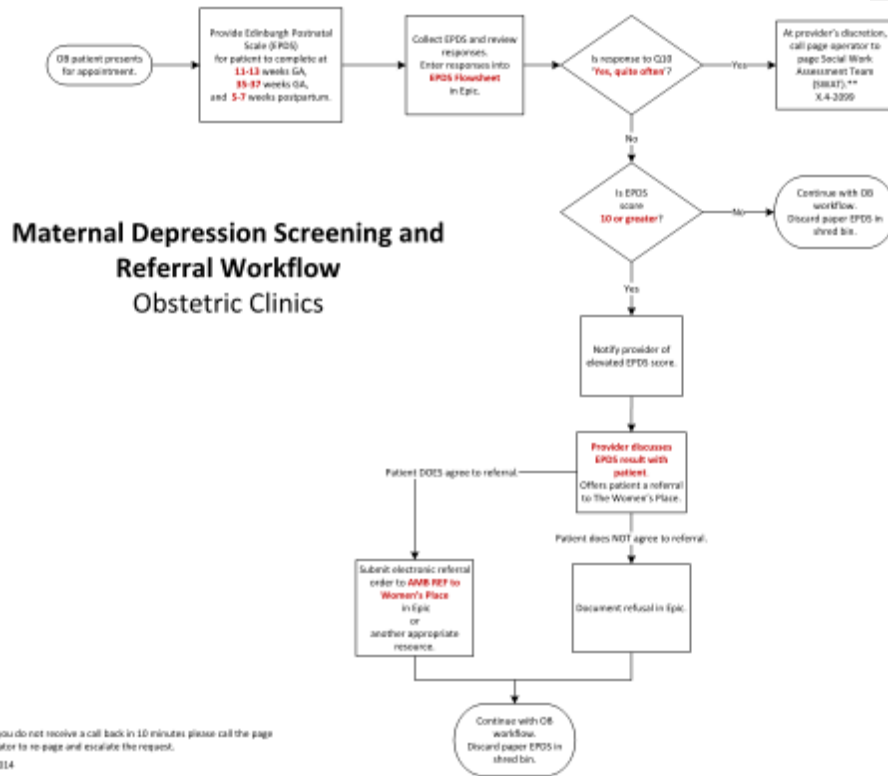 OB patient presents
for appointment.
Provide Edinburgh Postnatal
Scale (EPDS)
for patient to complete at
11-13 weeks GA,
35-37 weeks GA,
and 5-7 weeks postpartum.
Collect EPDS and review
responses.
Enter responses into
EPDS Flowsheet
in Epic.
Is response to Q10
'Yes, quite often'?
Yes
At provider's discretion,
call page operator to
page Social Work
Assessment Team
(SWAT).**
X.4-2099
No
Is EPDS
score
10 or greater?
No
Continue with OB
workflow.
Discard paper EPDS in
shred bin.
Maternal Depression Screening and
Referral Workflow
Obstetric Clinics
Yes
Notify provider of
elevated EPDS score.
Provider discusses
EPDS result with
patient.
Offers patient a referral
to The Women's Place.
Patient DOES agree to referral.
Patient does NOT agree to referral.
Submit electronic referral
order to AMB REF to
Women's Place
in Epic
or
another appropriate
resource.
Document refusal in Epic.
Continue with OB
workflow.
Discard paper EPDS in
shred bin.
you do not receive a call back in 10 minutes please call the page
ator to re-page and escalate the request.
014